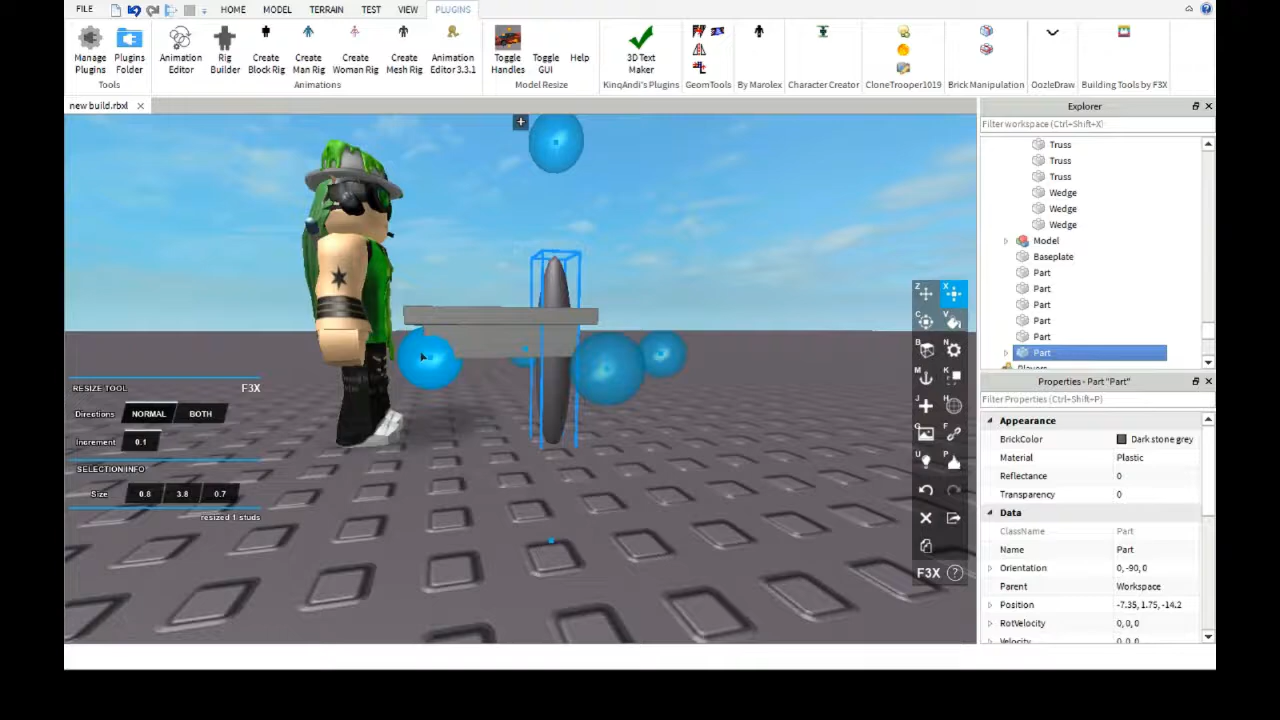 FILE HOME MODEL TERRAIN TEST VIEW PLUGINS
Manage Plugins
Plugins Folder
Tools
Animation Editor
Rig Builder
Create Block Rig
Create Man Rig
Create Woman Rig
Create Mesh Rig
Animation Editor 3.3.1
Animations
Toggle Handles
Toggle GUI
Help
Model Resize
3D Text Maker
KinqAndi's Plugins
GeomTools
By Marolex
Character Creator
CloneTrooper1019
Brick Manipulation
OozleDraw
Building Tools by F3X
new build.rbxl
Explorer
Filter workspace (Ctrl+Shift+X)
Truss
Truss
Truss
Wedge
Wedge
Wedge
Model
Baseplate
Part
Part
Part
Part
Part
Part
Properties - Part "Part"
Filter Properties (Ctrl+Shift+P)
Appearance
BrickColor Dark stone grey
Material Plastic
Reflectance 0
Transparency 0
Data
ClassName Part
Name Part
Orientation 0, -90, 0
Parent Workspace
Position -7.35, 1.75, -14.2
RotVelocity 0, 0, 0
RESIZE TOOL F3X
Directions NORMAL BOTH
Increment 0.1
SELECTION INFO
Size 0.8 3.8 0.7
resized 1 studs
Z X
C V
B N
M K
J H
G F
U P
F3X ?